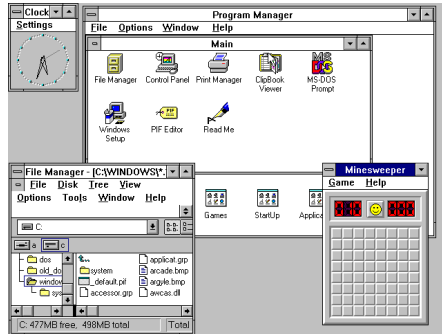 Clock
Settings
Program Manager
File Options Window Help
Main
File Manager
Control Panel
Print Manager
ClipBook Viewer
MS-DOS Prompt
Windows Setup
PIF Editor
Read Me
Games
StartUp
Applica
File Manager - [C:\WINDOWS\*.
File Disk Tree View
Options Tools Window Help
C:
a c
dos
old_do
window
sys
system
_default.pif
accessor.grp
applicat.grp
arcade.bmp
argyle.bmp
awcas.dll
C: 477MB free, 498MB total
Total
Minesweeper
Game Help